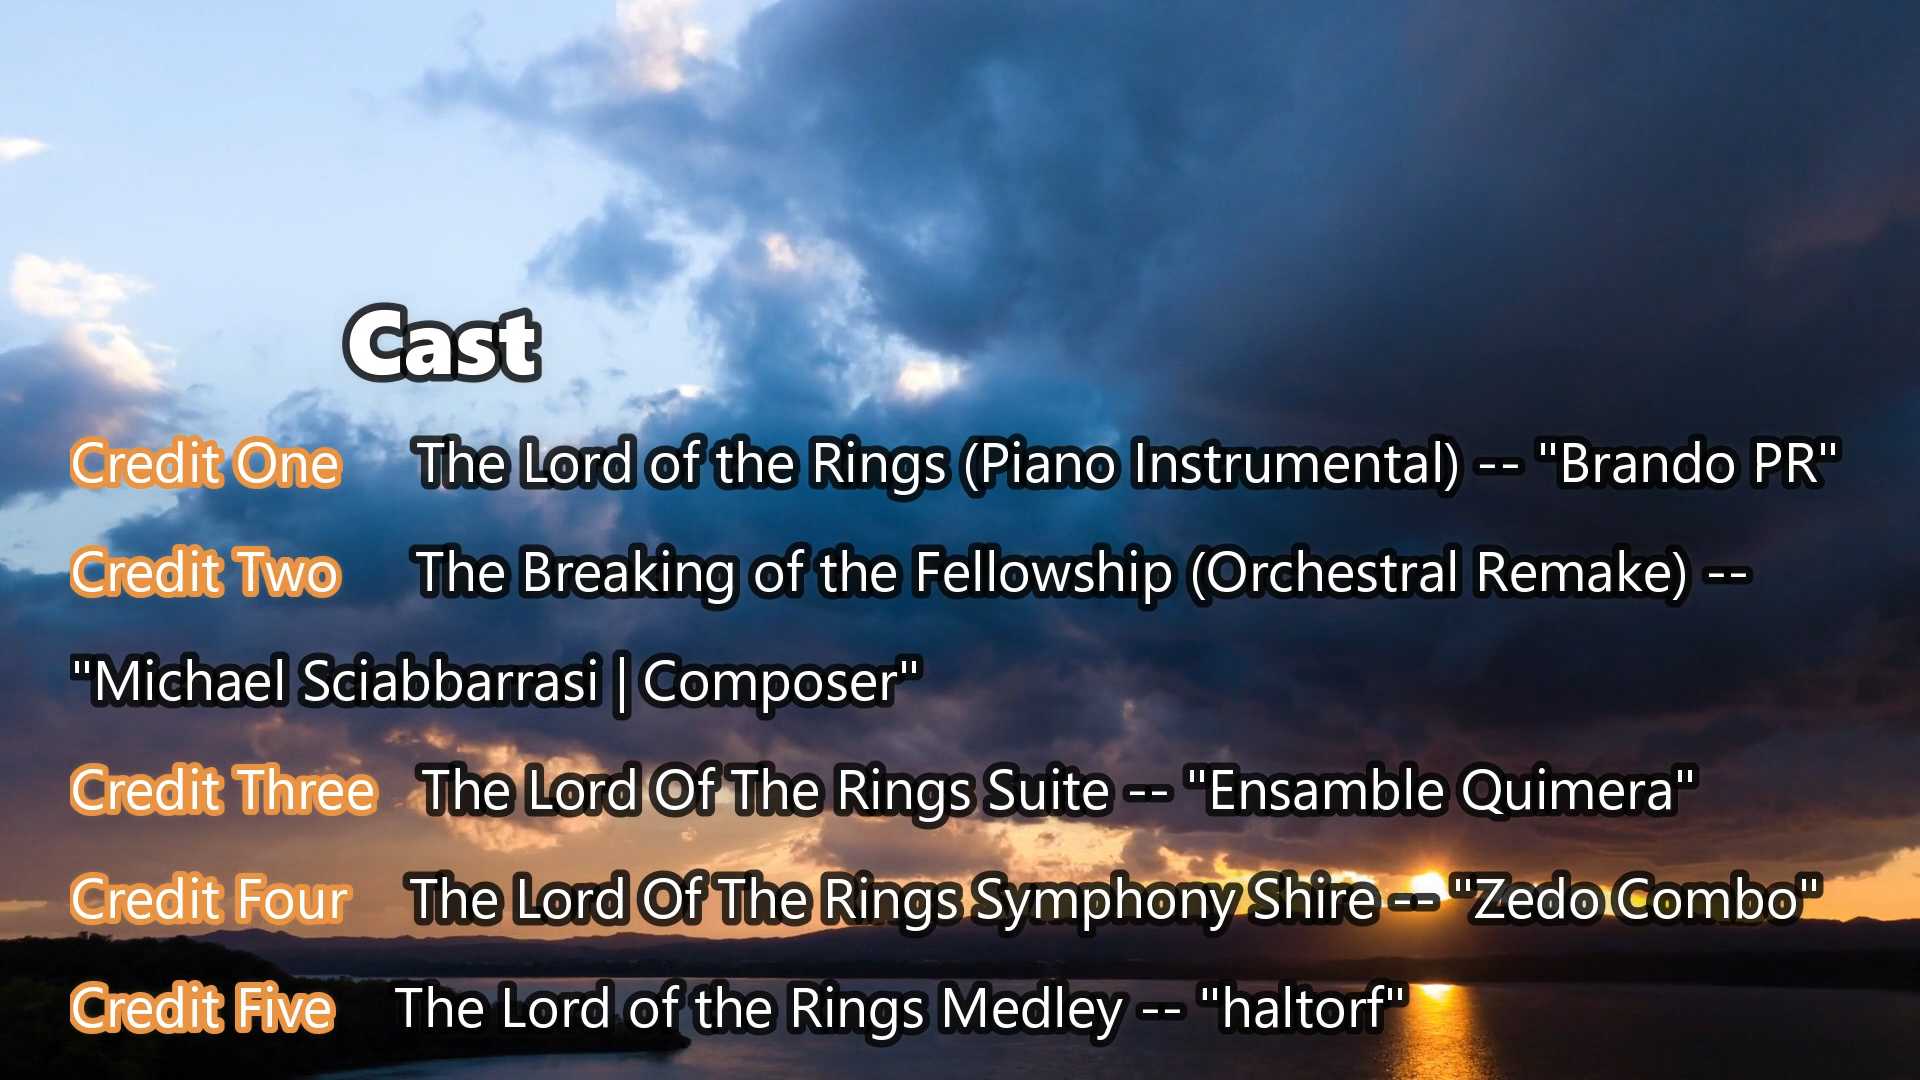 Cast
Credit One The Lord of the Rings (Piano Instrumental) -- "Brando PR"
Credit Two The Breaking of the Fellowship (Orchestral Remake) --
"Michael Sciabbarrasi | Composer"
Credit Three The Lord Of The Rings Suite -- "Ensamble Quimera"
Credit Four The Lord Of The Rings Symphony Shire -- "Zedo Combo"
Credit Five The Lord of the Rings Medley -- "haltorf"